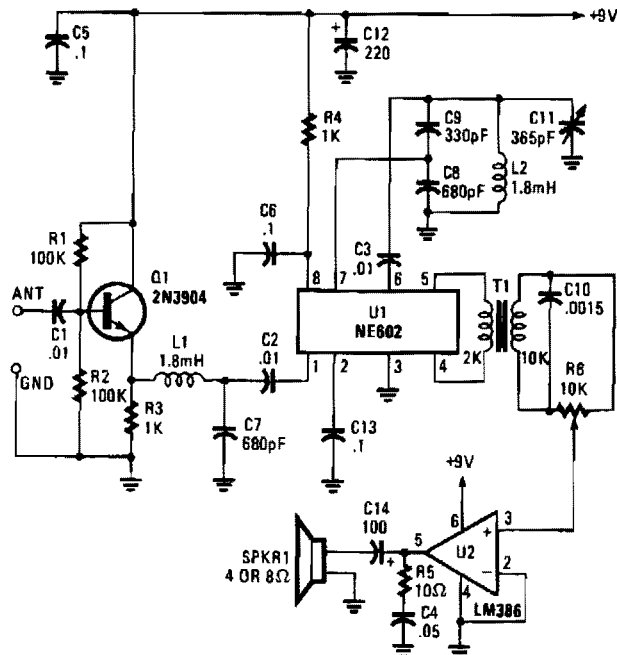 C5
.1
+
C12
220
+9V
R4
1K
C9
330pF
C11
365pF
C8
680pF
L2
1.8mH
C6
.1
R1
100K
Q1
2N3904
ANT
C1
.01
GND
R2
100K
R3
1K
L1
1.8mH
C2
.01
C7
680pF
C3
.01
8
7
6
5
U1
NE602
1
2
3
4
C13
.1
T1
2K
10K
C10
.0015
R6
10K
+9V
C14
100
+
5
6
+
3
U2
−
2
4
LM386
SPKR1
4 OR 8Ω
R5
10Ω
C4
.05